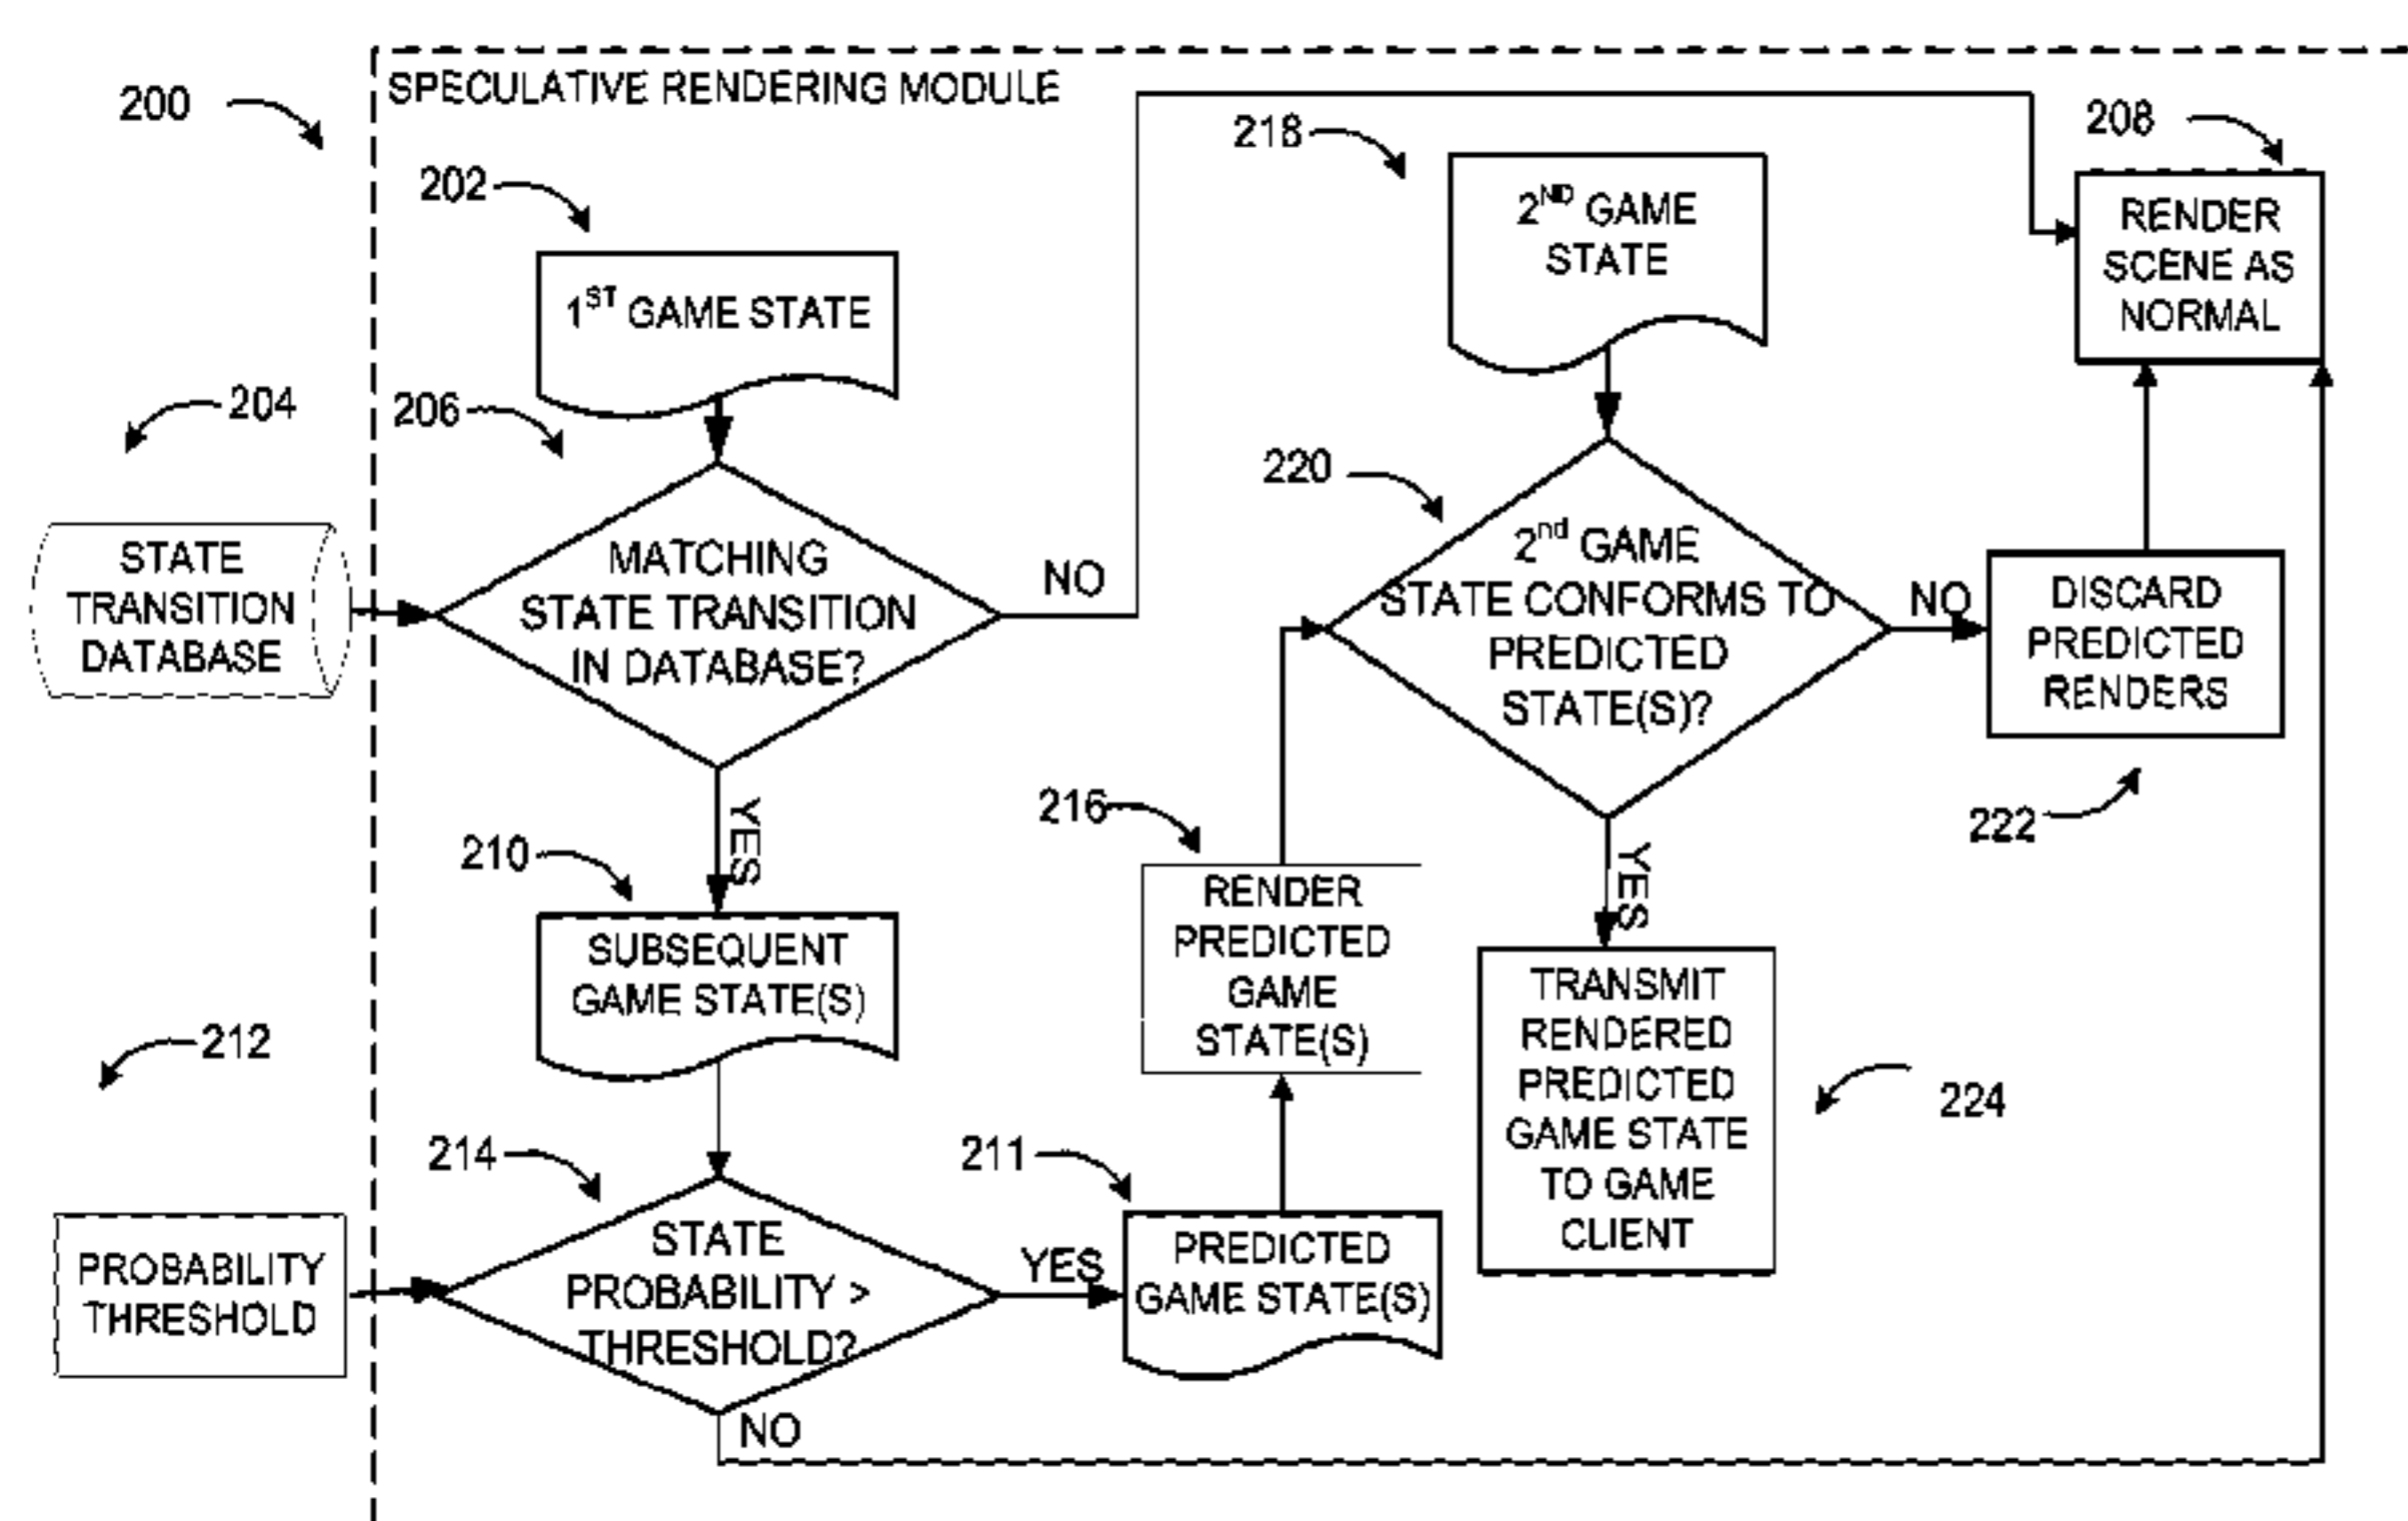 200
SPECULATIVE RENDERING MODULE
202
1ST GAME STATE
204
206
STATE
TRANSITION
DATABASE
MATCHING
STATE TRANSITION
IN DATABASE?
NO
YES
210
SUBSEQUENT
GAME STATE(S)
212
214
PROBABILITY
THRESHOLD
STATE
PROBABILITY >
THRESHOLD?
YES
NO
211
PREDICTED
GAME STATE(S)
216
RENDER
PREDICTED
GAME
STATE(S)
218
2ND GAME
STATE
220
2nd GAME
STATE CONFORMS TO
PREDICTED
STATE(S)?
NO
YES
DISCARD
PREDICTED
RENDERS
222
208
RENDER
SCENE AS
NORMAL
TRANSMIT
RENDERED
PREDICTED
GAME STATE
TO GAME
CLIENT
224